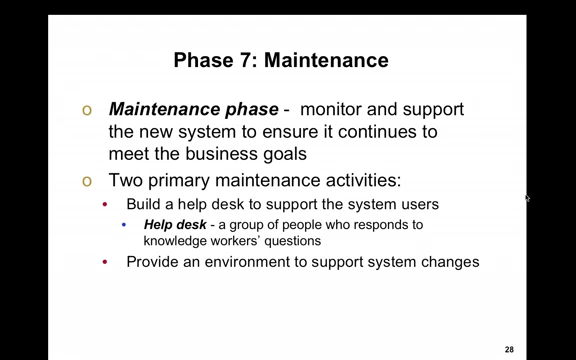 Phase 7: Maintenance
o Maintenance phase - monitor and support
the new system to ensure it continues to
meet the business goals
o Two primary maintenance activities:
• Build a help desk to support the system users
• Help desk - a group of people who responds to
knowledge workers' questions
• Provide an environment to support system changes
28